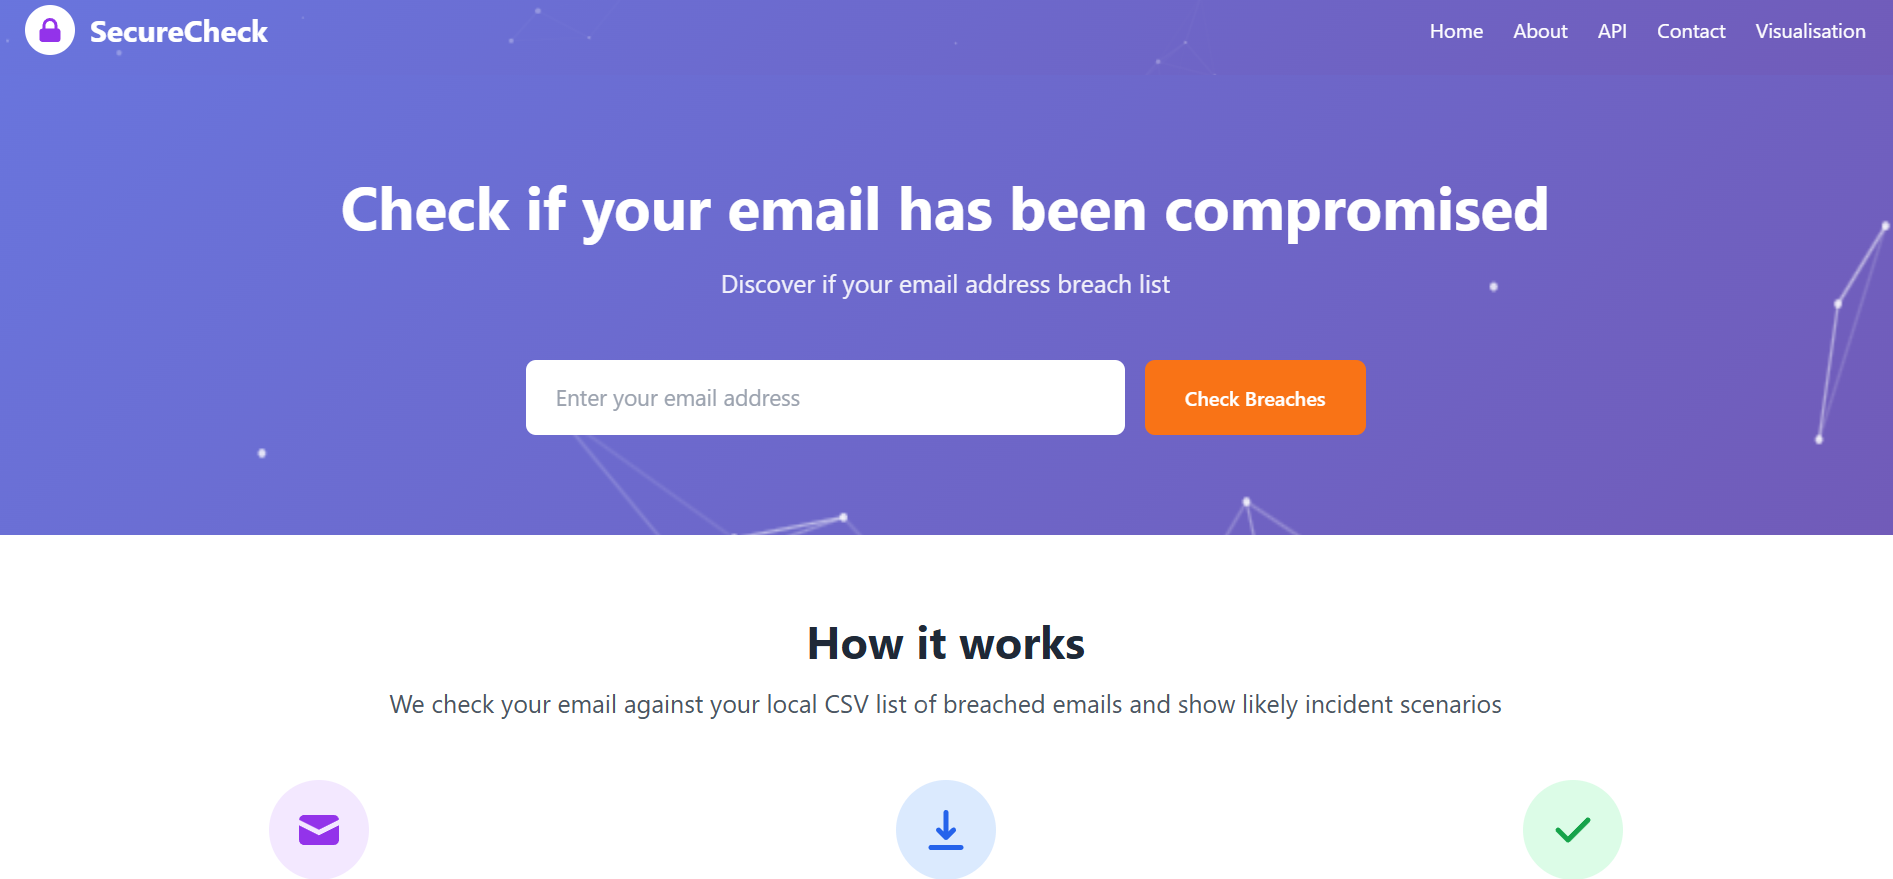 SecureCheck
Home About API Contact Visualisation
Check if your email has been compromised
Discover if your email address breach list
Enter your email address
Check Breaches
How it works
We check your email against your local CSV list of breached emails and show likely incident scenarios